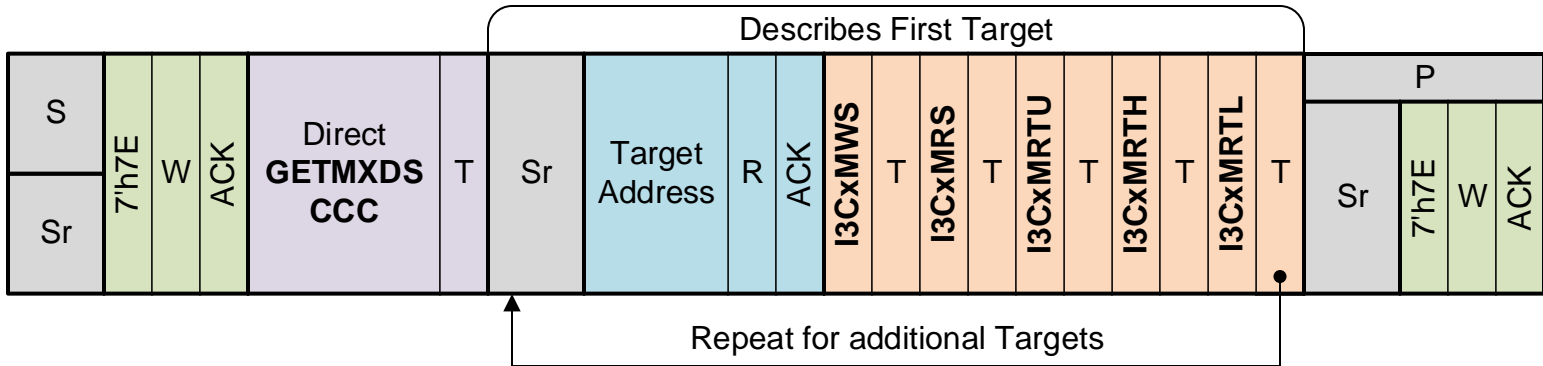 Describes First Target
S
Sr
7'h7E
W
ACK
Direct
GETMXDS
CCC
T
Sr
Target
Address
R
ACK
I3CxMWS
T
I3CxMRS
T
I3CxMRTU
T
I3CxMRTH
T
I3CxMRTL
T
P
Sr
7'h7E
W
ACK
Repeat for additional Targets